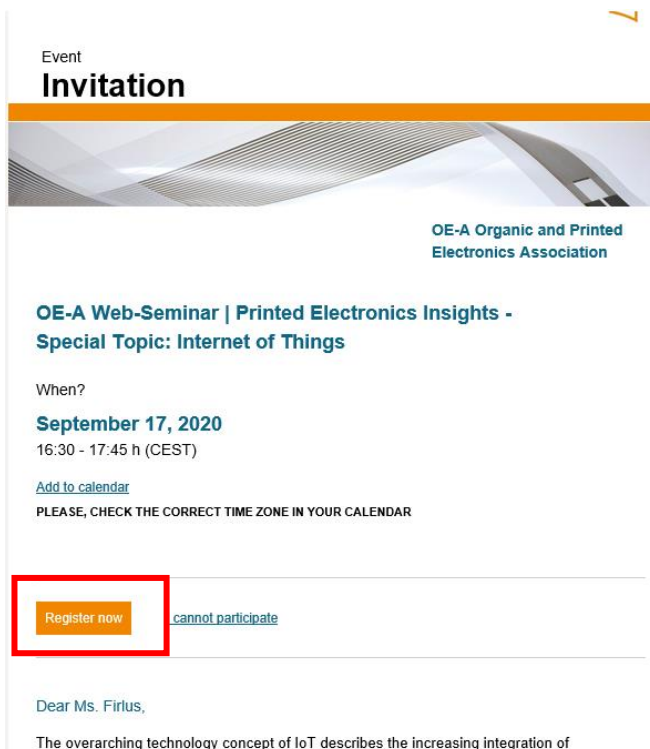 Event
Invitation
OE-A Organic and Printed
Electronics Association
OE-A Web-Seminar | Printed Electronics Insights -
Special Topic: Internet of Things
When?
September 17, 2020
16:30 - 17:45 h (CEST)
Add to calendar
PLEASE, CHECK THE CORRECT TIME ZONE IN YOUR CALENDAR
Register now cannot participate
Dear Ms. Firlus,
The overarching technology concept of IoT describes the increasing integration of